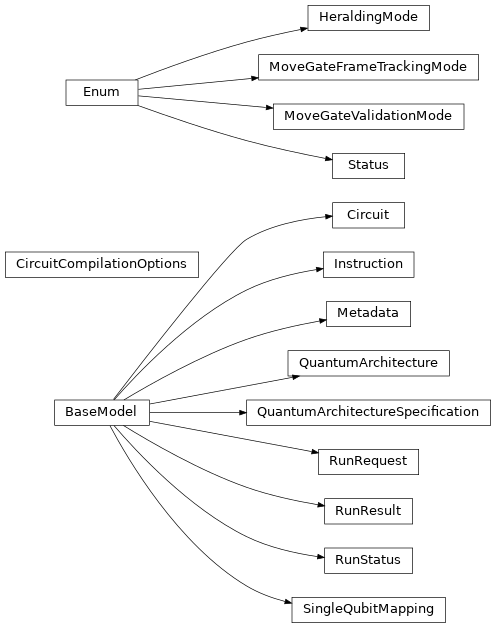 HeraldingMode
MoveGateFrameTrackingMode
Enum
MoveGateValidationMode
Status
Circuit
CircuitCompilationOptions
Instruction
Metadata
QuantumArchitecture
BaseModel
QuantumArchitectureSpecification
RunRequest
RunResult
RunStatus
SingleQubitMapping